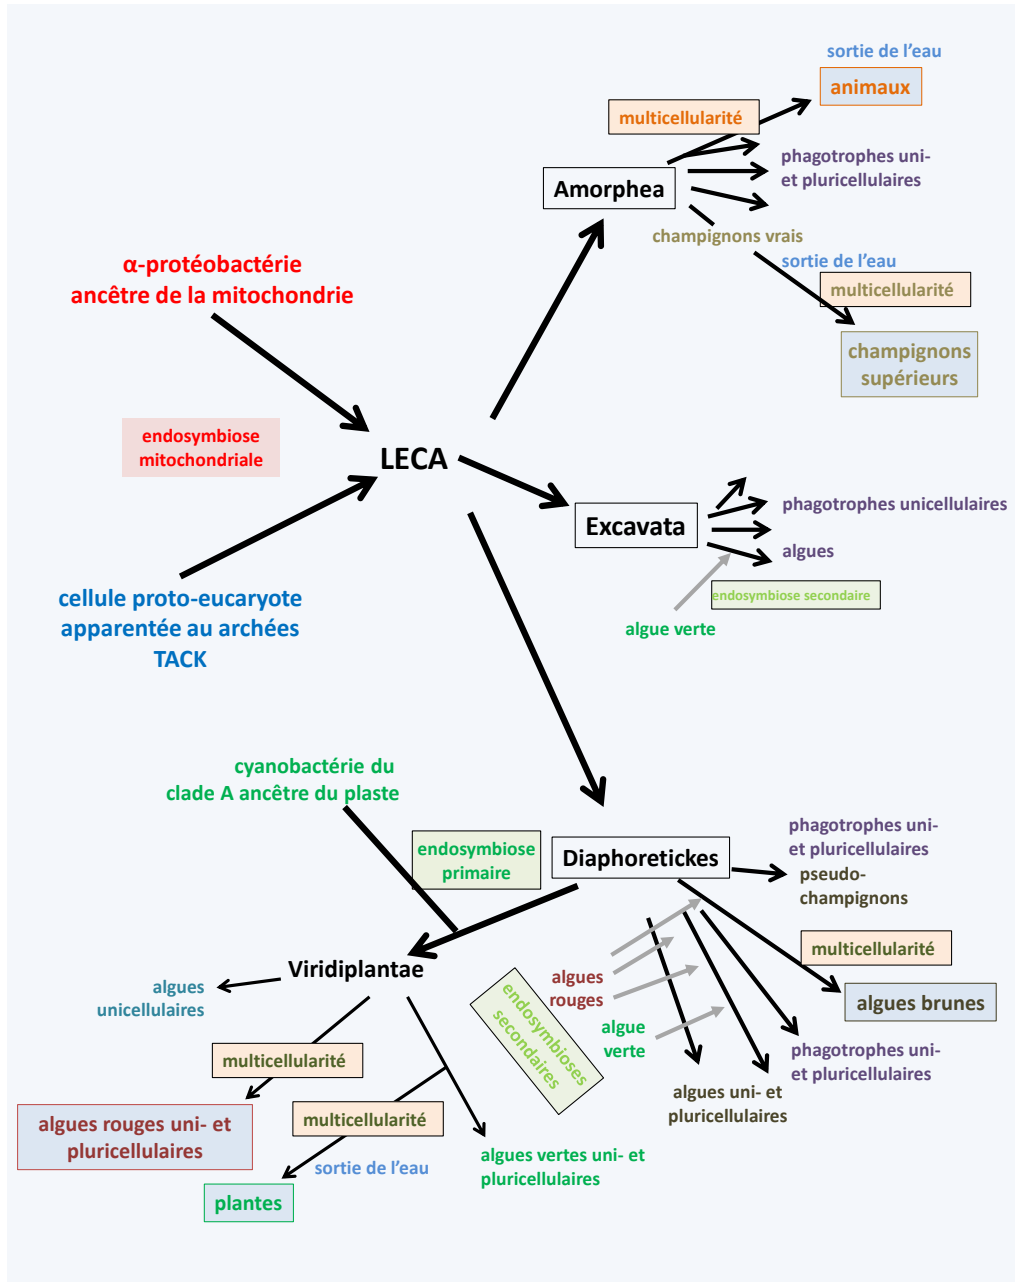 sortie de l’eau
animaux
multicellularité
phagotrophes uni-
et pluricellulaires
Amorphea
champignons vrais
sortie de l’eau
multicellularité
champignons
supérieurs
α-protéobactérie
ancêtre de la mitochondrie
endosymbiose
mitochondriale
LECA
Excavata
phagotrophes unicellulaires
algues
endosymbiose secondaire
algue verte
cellule proto-eucaryote
apparentée au archées
TACK
cyanobactérie du
clade A ancêtre du plaste
endosymbiose
primaire
Diaphoretickes
phagotrophes uni-
et pluricellulaires
pseudo-
champignons
multicellularité
algues brunes
Viridiplantae
algues
unicellulaires
algues
rouges
algue
verte
endosymbioses
secondaires
phagotrophes uni-
et pluricellulaires
algues uni- et
pluricellulaires
multicellularité
algues rouges uni- et
pluricellulaires
multicellularité
sortie de l’eau
plantes
algues vertes uni- et
pluricellulaires